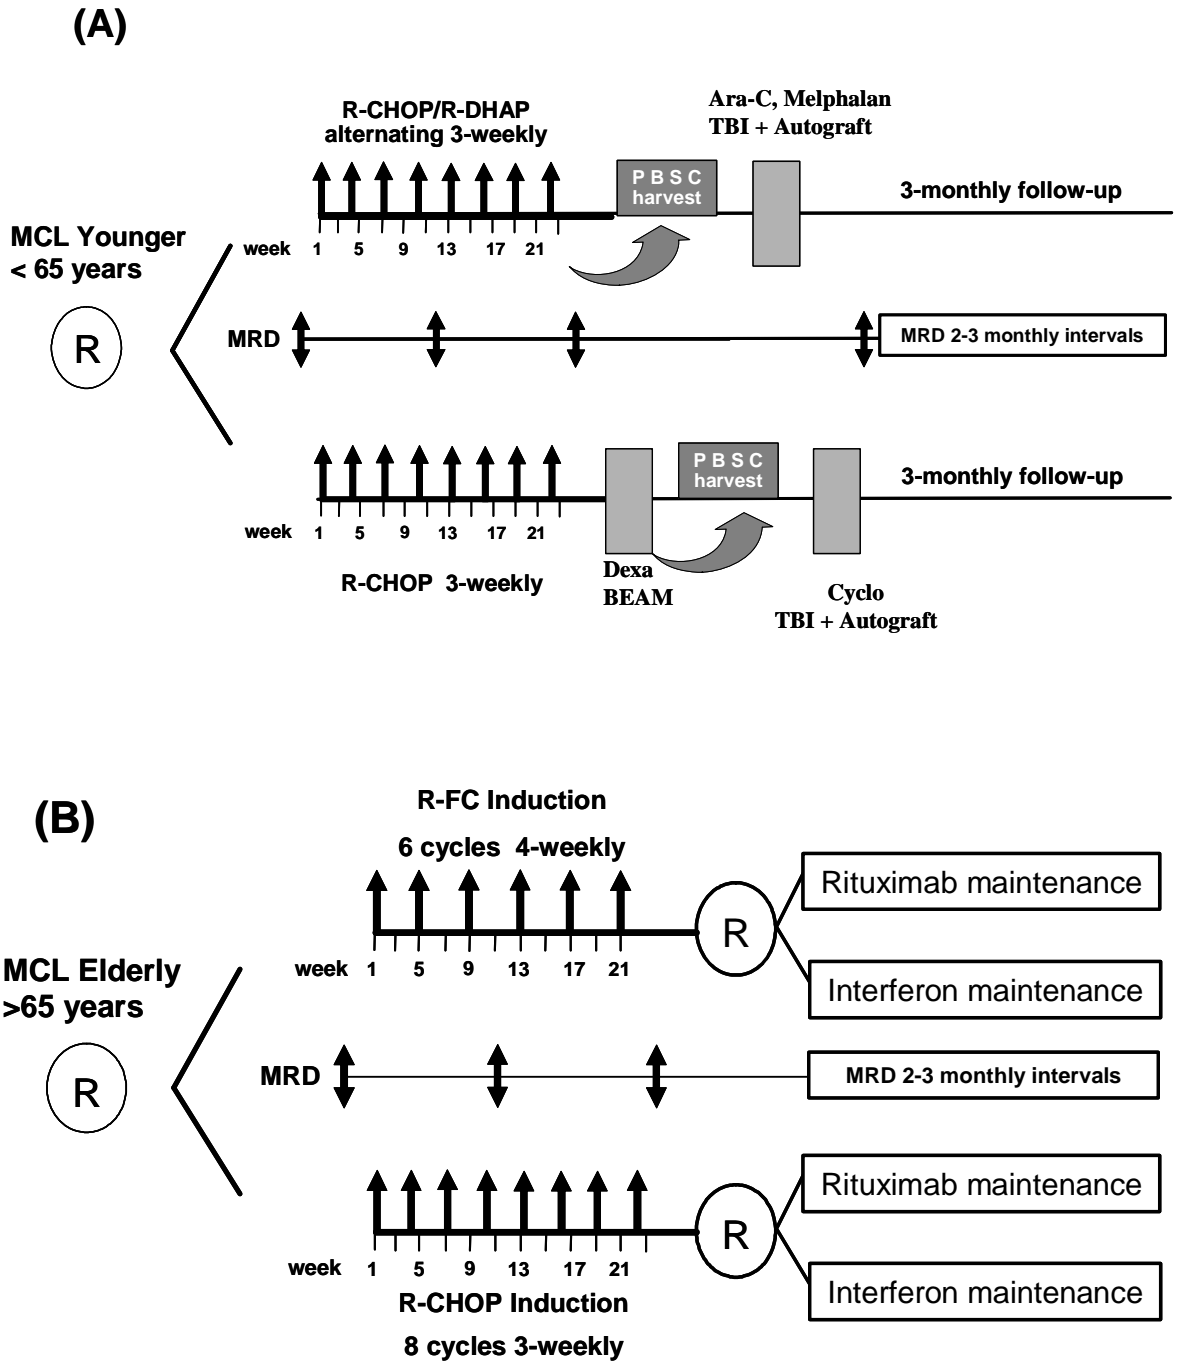 (A)
R-CHOP/R-DHAP
alternating 3-weekly
Ara-C, Melphalan
TBI + Autograft
P B S C
harvest
3-monthly follow-up
MCL Younger
< 65 years
week 1 5 9 13 17 21
R
MRD
MRD 2-3 monthly intervals
P B S C
harvest
3-monthly follow-up
week 1 5 9 13 17 21
R-CHOP 3-weekly
Dexa
BEAM
Cyclo
TBI + Autograft
(B)
R-FC Induction
6 cycles 4-weekly
Rituximab maintenance
R
MCL Elderly
>65 years
week 1 5 9 13 17 21
Interferon maintenance
R
MRD
MRD 2-3 monthly intervals
Rituximab maintenance
R
week 1 5 9 13 17 21
Interferon maintenance
R-CHOP Induction
8 cycles 3-weekly